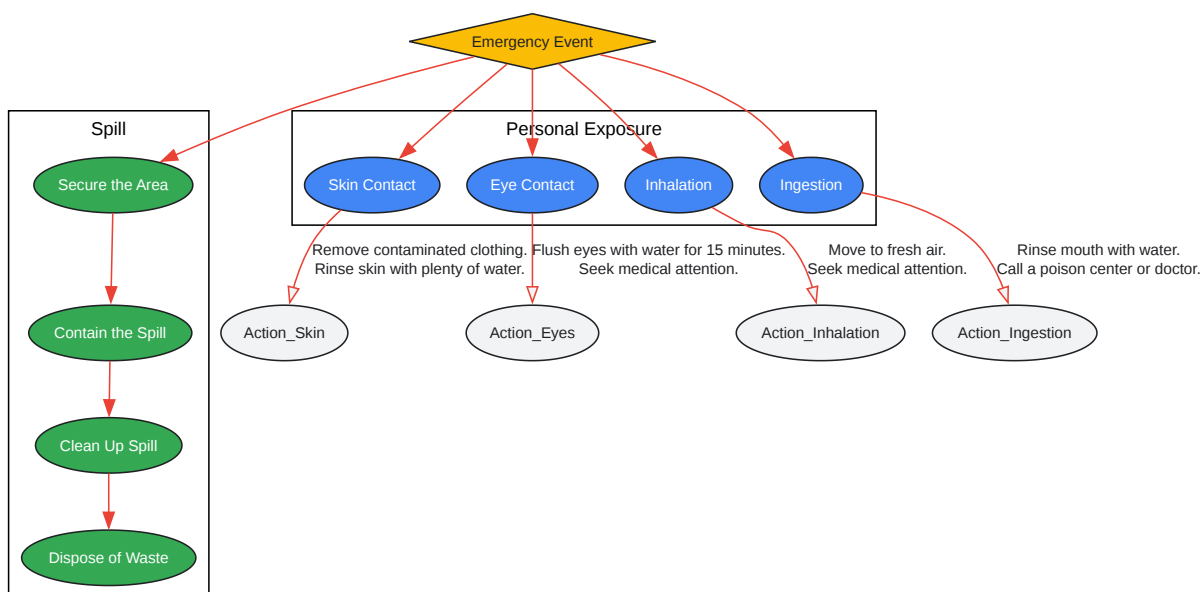 Emergency Event
Spill
Personal Exposure
Secure the Area
Skin Contact
Eye Contact
Inhalation
Ingestion
Remove contaminated clothing.
Rinse skin with plenty of water.
Flush eyes with water for 15 minutes.
Seek medical attention.
Move to fresh air.
Seek medical attention.
Rinse mouth with water.
Call a poison center or doctor.
Contain the Spill
Action_Skin
Action_Eyes
Action_Inhalation
Action_Ingestion
Clean Up Spill
Dispose of Waste